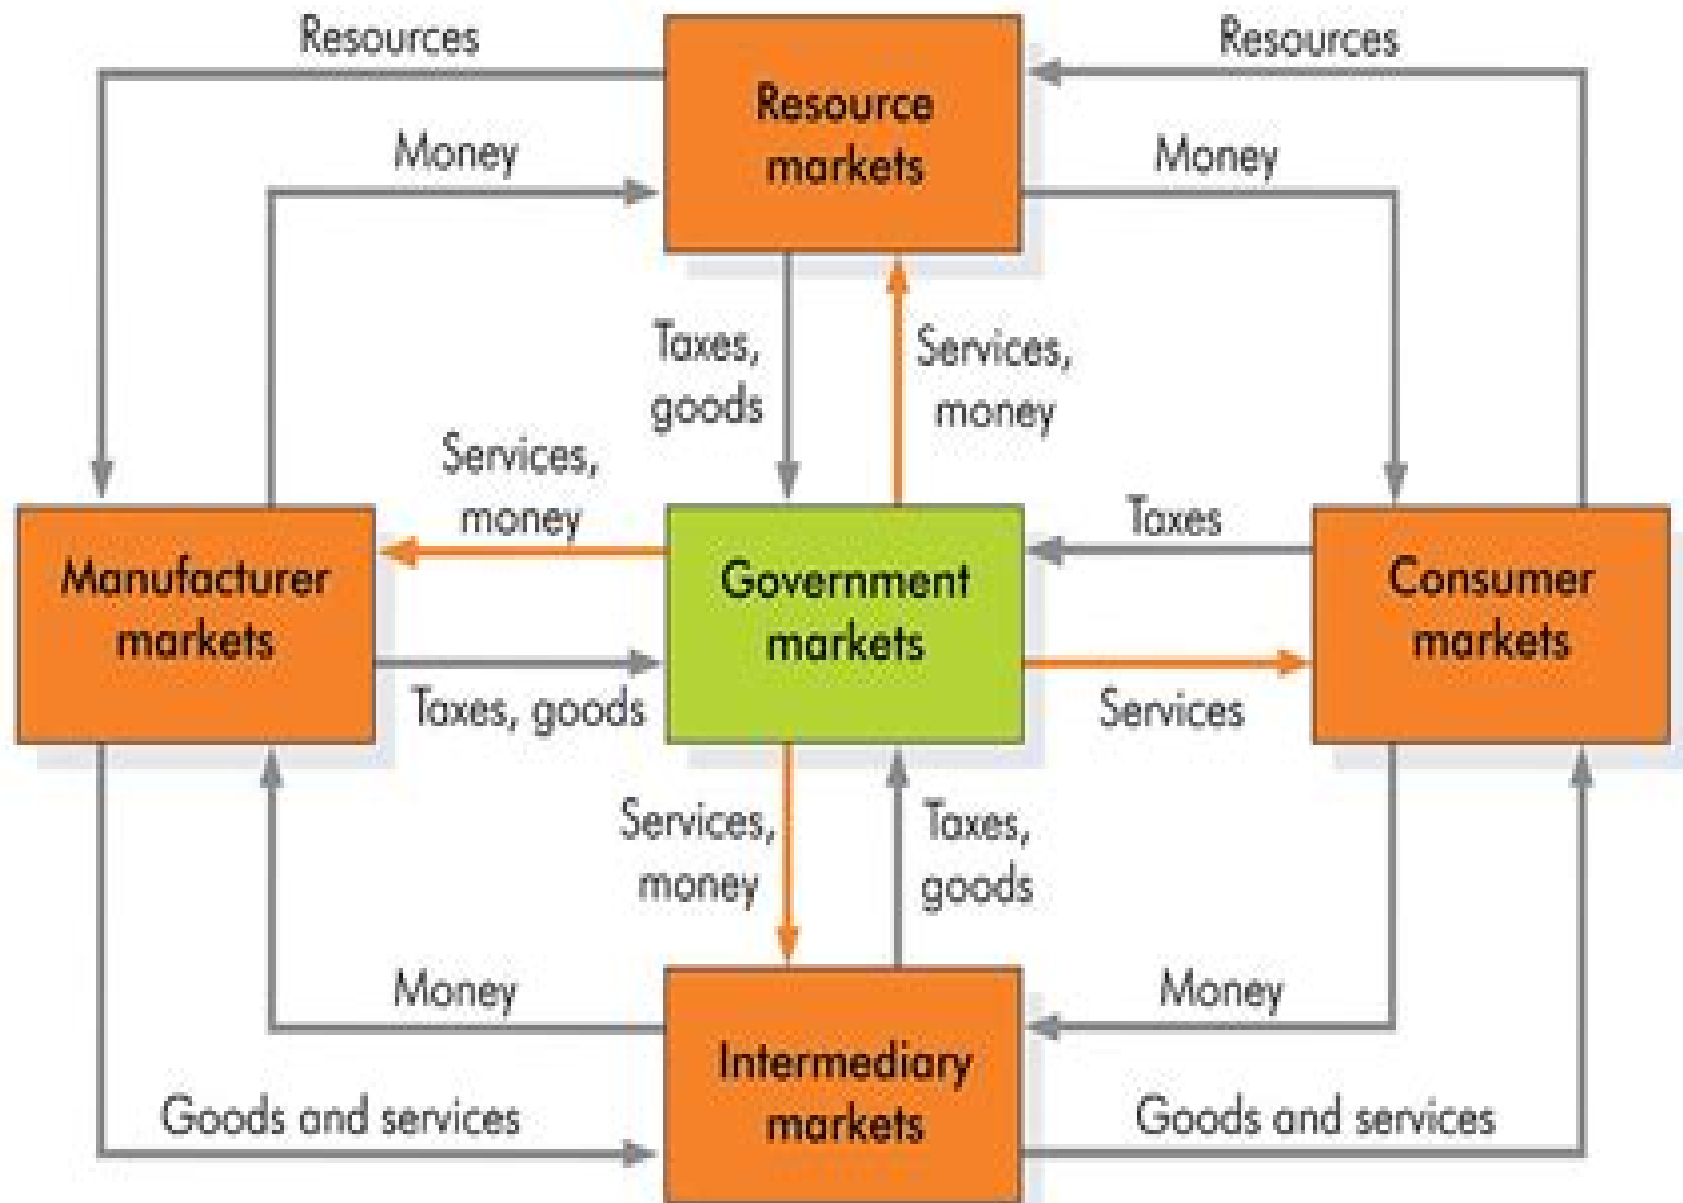 Resources
Resources
Resource
markets
Money
Money
Taxes,
goods
Services,
money
Services,
money
Taxes
Manufacturer
markets
Government
markets
Consumer
markets
Taxes, goods
Services
Services,
money
Taxes,
goods
Money
Money
Intermediary
markets
Goods and services
Goods and services